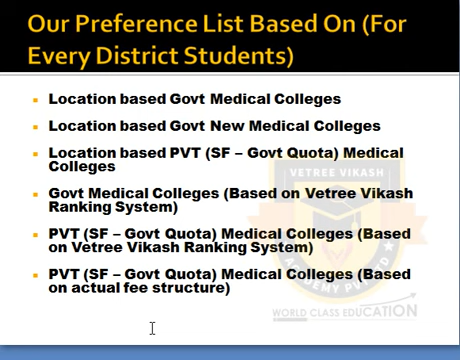 Our Preference List Based On (For
Every District Students)
Location based Govt Medical Colleges
Location based Govt New Medical Colleges
Location based PVT (SF – Govt Quota) Medical
Colleges
Govt Medical Colleges (Based on Vetree Vikash
Ranking System)
PVT (SF – Govt Quota) Medical Colleges (Based
on Vetree Vikash Ranking System)
PVT (SF – Govt Quota) Medical Colleges (Based
on actual fee structure)
VETREE VIKASH
WORLD CLASS EDUCATION